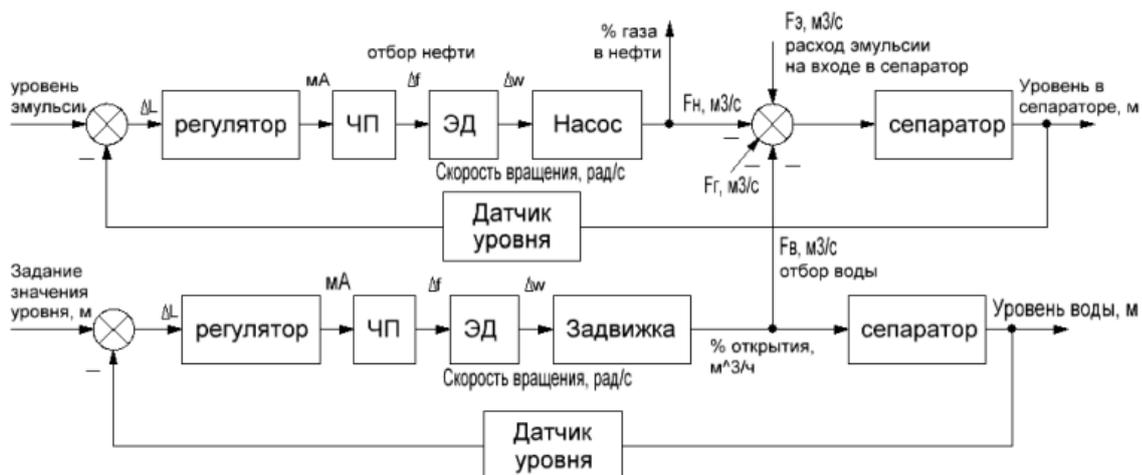 % газа
в нефти
Fэ, м3/с
расход эмульсии
на входе в сепаратор
отбор нефти
уровень
эмульсии
ΔL
регулятор
мА
ЧП
Δf
ЭД
Δw
Насос
Fн, м3/с
Fг, м3/с
сепаратор
Уровень в
сепараторе, м
Скорость вращения, рад/с
Датчик
уровня
Fв, м3/с
отбор воды
Задание
значения
уровня, м
ΔL
регулятор
мА
ЧП
Δf
ЭД
Δw
Задвижка
% открытия,
м^3/ч
сепаратор
Уровень воды, м
Скорость вращения, рад/с
Датчик
уровня